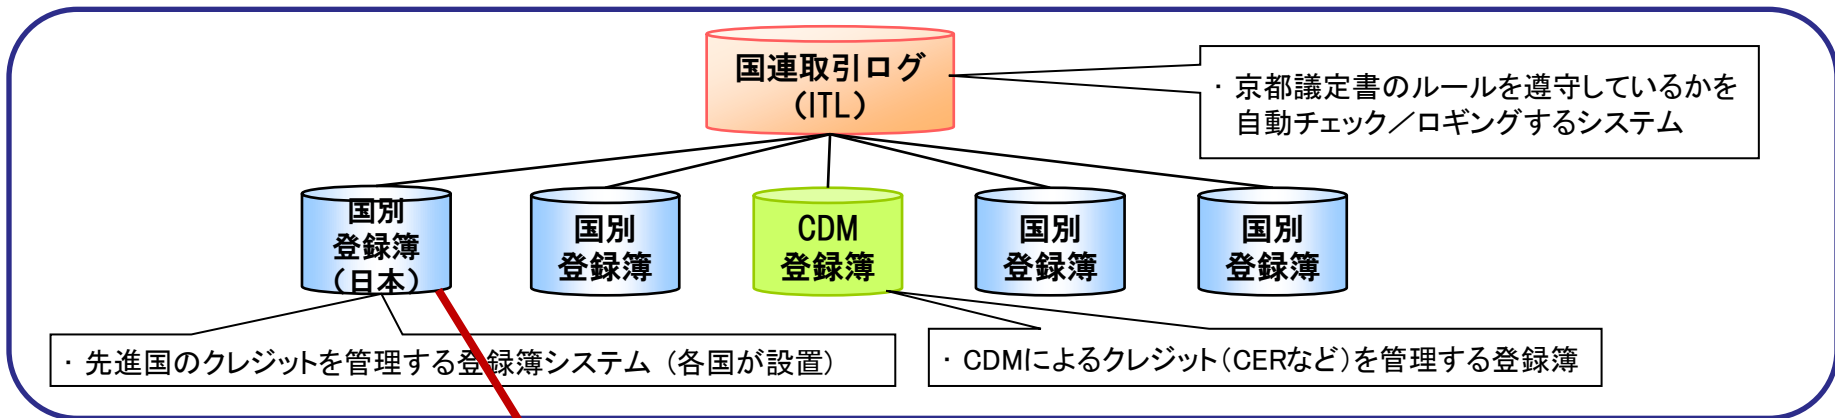 国連取引ログ
（ITL）
・京都議定書のルールを遵守しているかを
自動チェック／ロギングするシステム
国別
登録簿
（日本）
国別
登録簿
CDM
登録簿
国別
登録簿
国別
登録簿
・先進国のクレジットを管理する登録簿システム（各国が設置）
・CDMによるクレジット（CERなど）を管理する登録簿